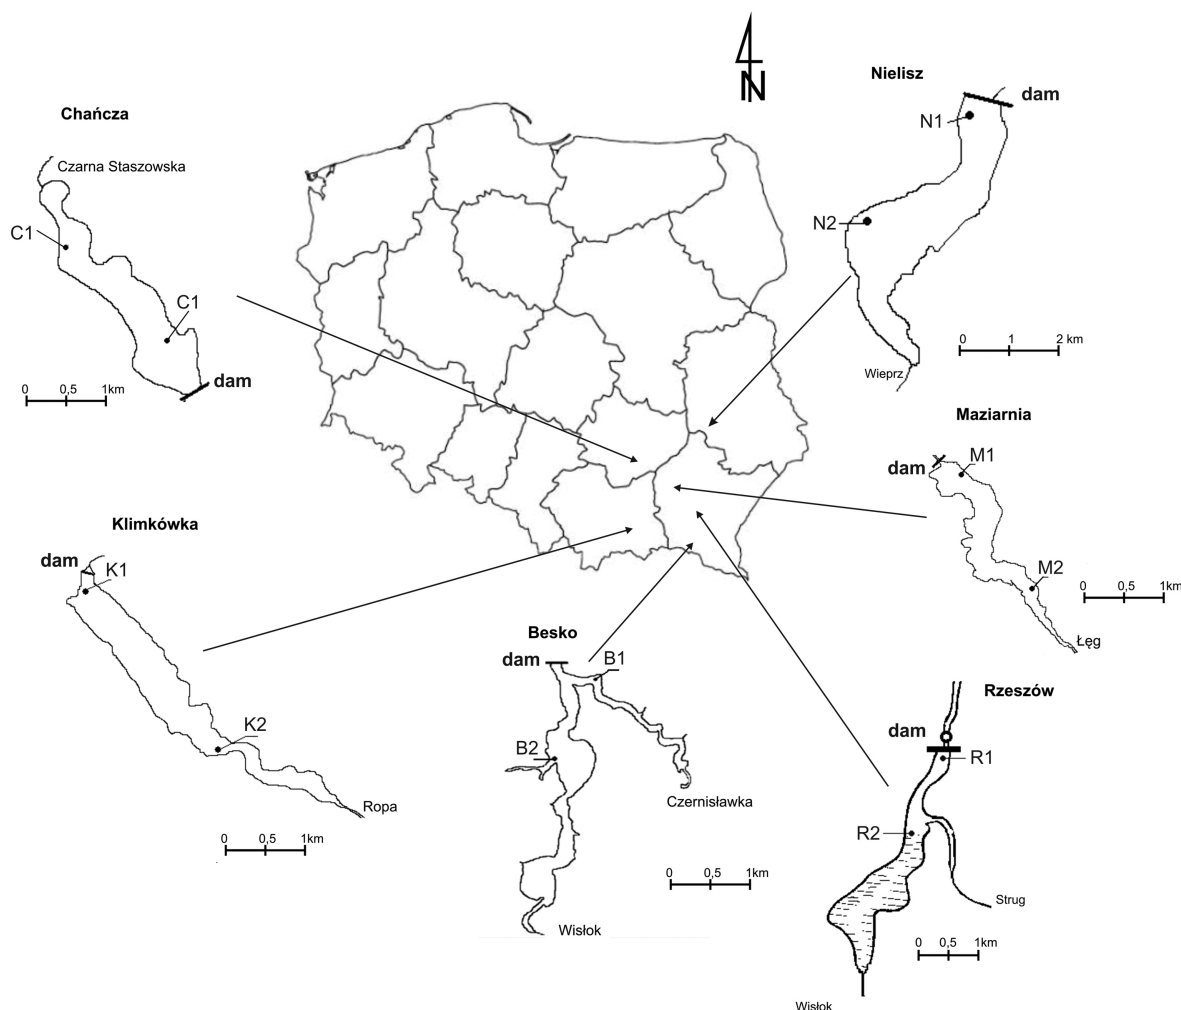 N
Chańcza
Czarna Staszowska
C1
C1
dam
0 0,5 1km
Nielisz
dam
N1
N2
0 1 2 km
Wieprz
Maziarnia
dam
M1
M2
0 0,5 1km
Łęg
Klimkówka
dam
K1
K2
Ropa
0 0,5 1km
Besko
dam
B1
B2
Czernisławka
0 0,5 1km
Wisłok
Rzeszów
dam
R1
R2
Strug
0 0,5 1km
Wisłok